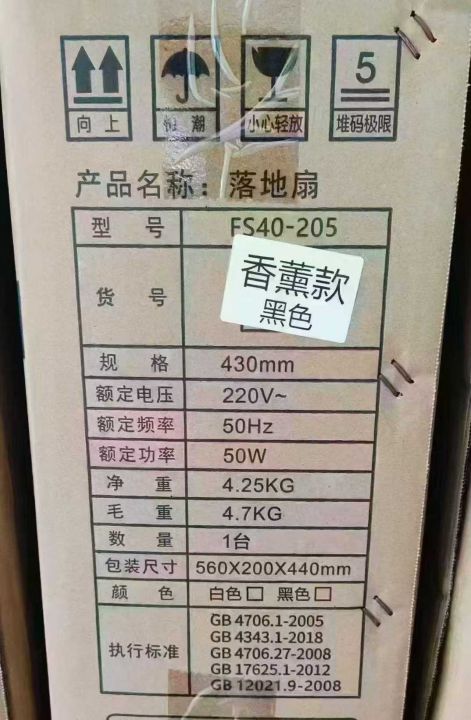 5
向上
怕潮
小心轻放
堆码极限
产品名称：落地扇
型号 FS40-205
货号 香薰款
黑色
规格 430mm
额定电压 220V~
额定频率 50Hz
额定功率 50W
净重 4.25KG
毛重 4.7KG
数量 1台
包装尺寸 560X200X440mm
颜色 白色□ 黑色□
执行标准 GB 4706.1-2005
GB 4343.1-2018
GB 4706.27-2008
GB 17625.1-2012
GB 12021.9-2008